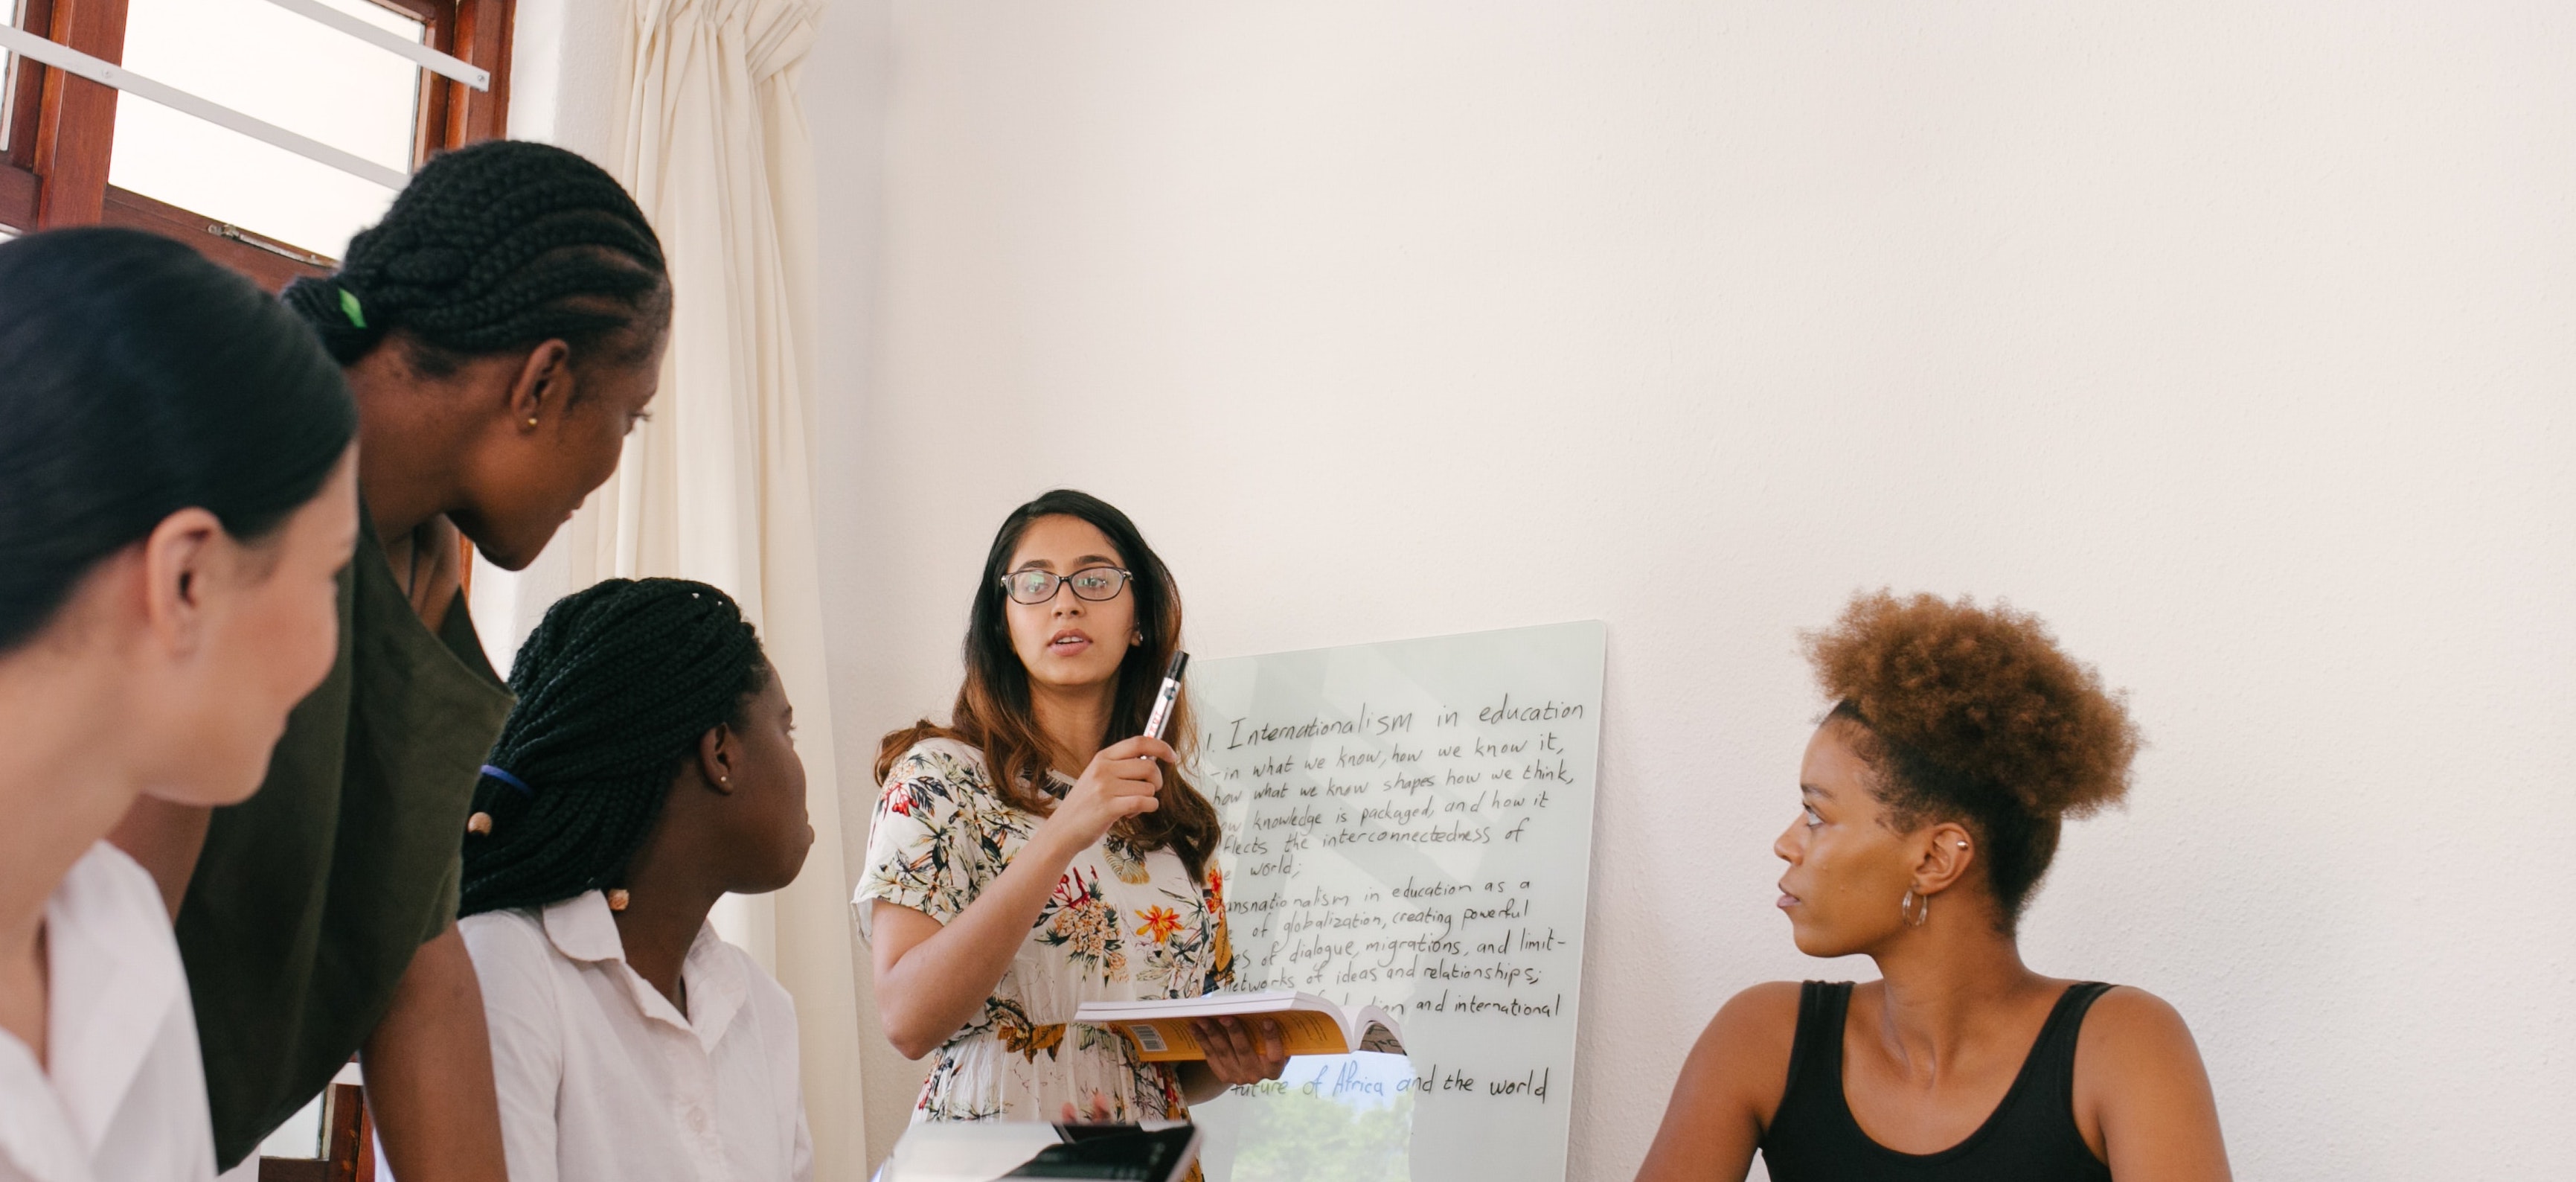 1. Internationalism in education
- in what we know, how we know it,
how what we know shapes how we think,
knowledge is packaged, and how it
the interconnectedness of
world;
in education as a
of globalization, creating powerful
of dialogue, migrations, and limit-
networks of ideas and relationships;
and international
future of Africa and the world